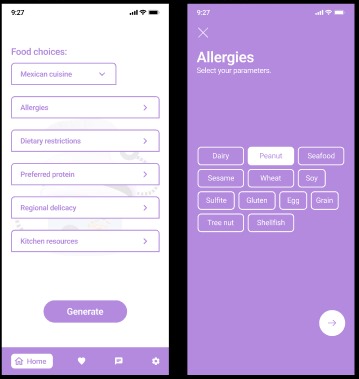 9:27
Food choices:
Mexican cuisine
Allergies
Dietary restrictions
Preferred protein
Regional delicacy
Kitchen resources
Generate
Home
9:27
Allergies
Select your parameters.
Dairy Peanut Seafood
Sesame Wheat Soy
Sulfite Gluten Egg Grain
Tree nut Shellfish